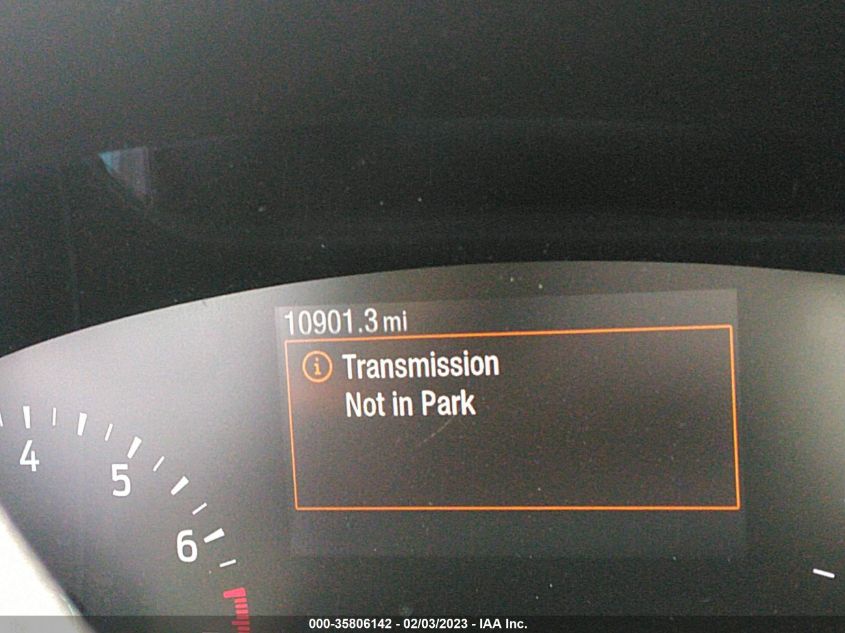 10901.3 mi
i Transmission
Not in Park
4
5
6
000-35806142 - 02/03/2023 - IAA Inc.